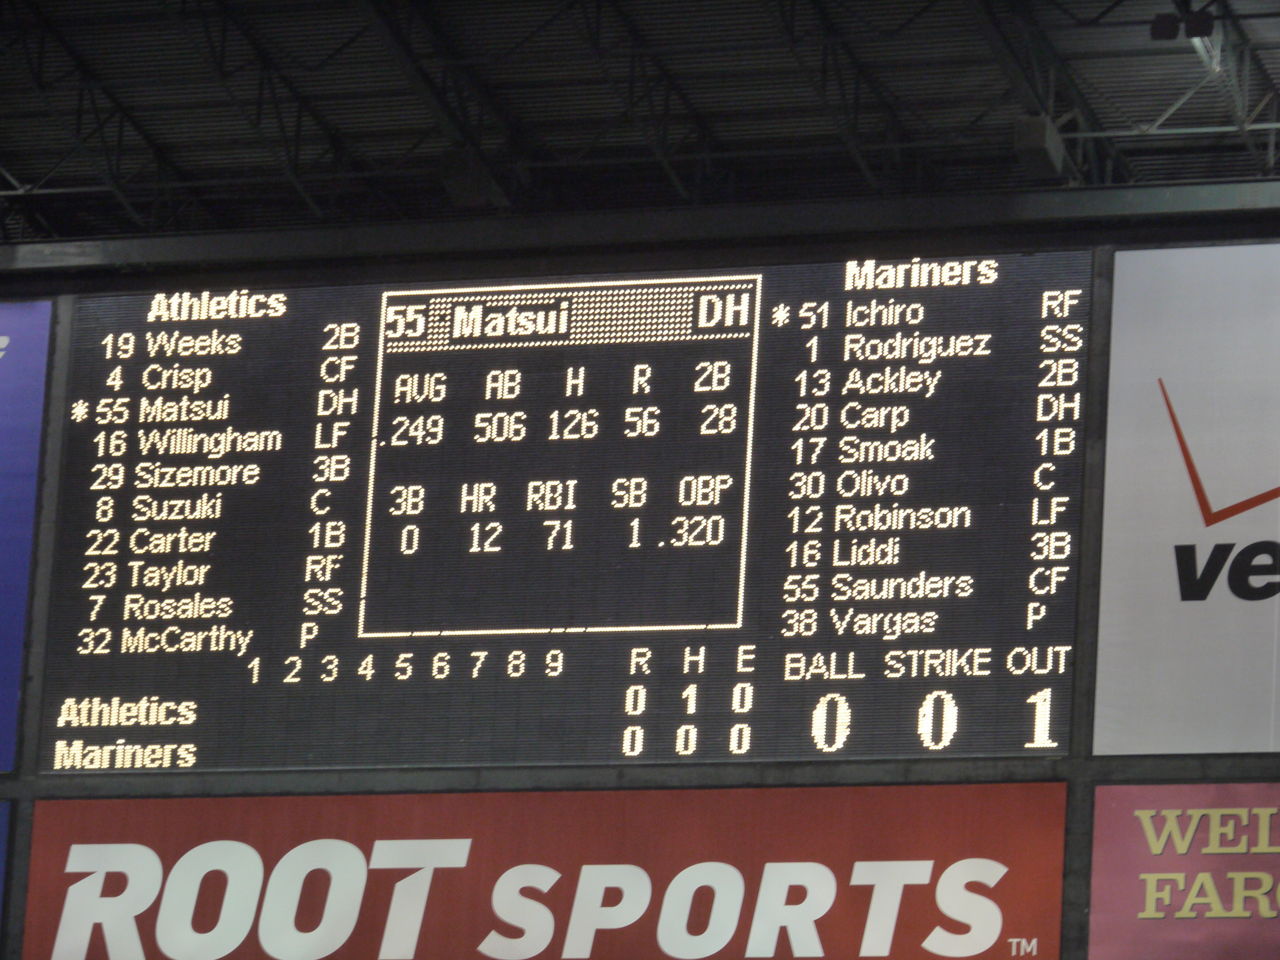 Athletics
19 Weeks 2B
4 Crisp CF
*55 Matsui DH
16 Willingham LF
29 Sizemore 3B
8 Suzuki C
22 Carter 1B
23 Taylor RF
7 Rosales SS
32 McCarthy P
55 Matsui DH
AVG AB H R 2B
.249 506 126 56 28
3B HR RBI SB OBP
0 12 71 1 .320
Mariners
*51 Ichiro RF
1 Rodriguez SS
13 Ackley 2B
20 Carp DH
17 Smoak 1B
30 Olivo C
12 Robinson LF
16 Liddi 3B
55 Saunders CF
38 Vargas P
1 2 3 4 5 6 7 8 9 R H E
Athletics 0 1 0
Mariners 0 0 0
BALL STRIKE OUT
0 0 1
ve
ROOT SPORTS TM
WEL
FARG